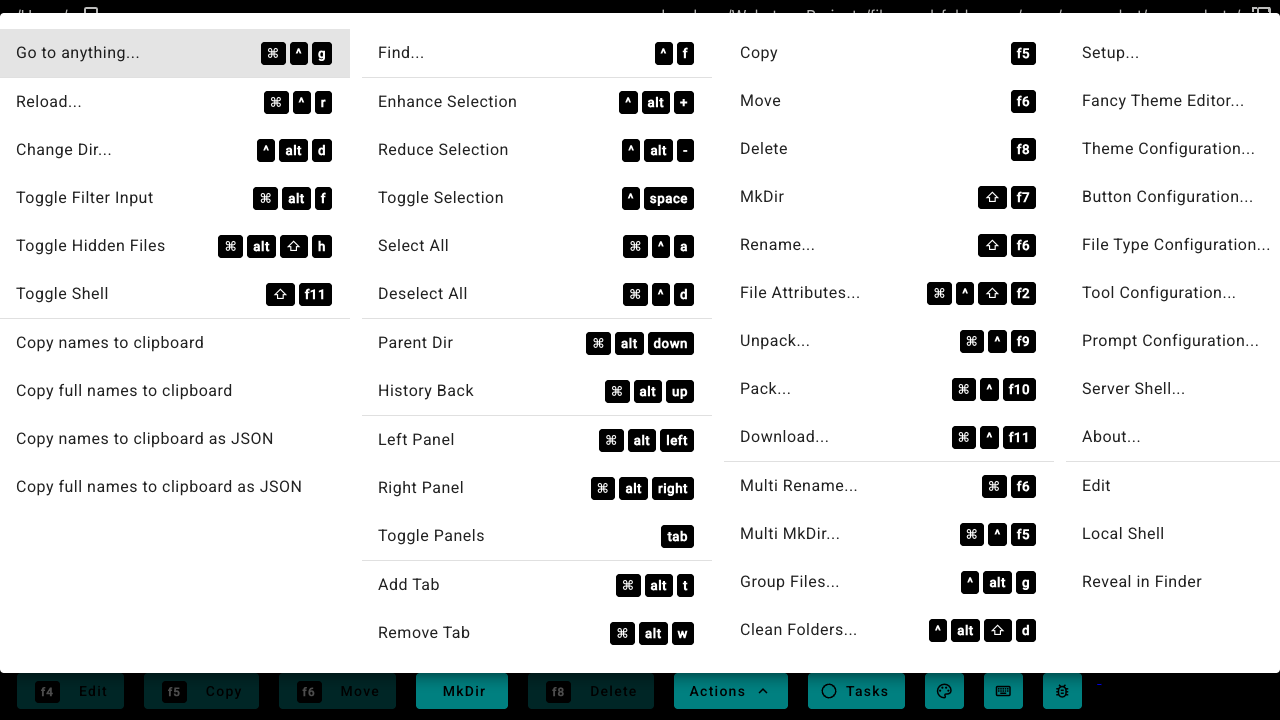 Go to anything... ⌘ ^ g
Reload... ⌘ ^ r
Change Dir... ^ alt d
Toggle Filter Input ⌘ alt f
Toggle Hidden Files ⌘ alt ⇧ h
Toggle Shell ⇧ f11
Copy names to clipboard
Copy full names to clipboard
Copy names to clipboard as JSON
Copy full names to clipboard as JSON
Find... ^ f
Enhance Selection ^ alt +
Reduce Selection ^ alt -
Toggle Selection ^ space
Select All ⌘ ^ a
Deselect All ⌘ ^ d
Parent Dir ⌘ alt down
History Back ⌘ alt up
Left Panel ⌘ alt left
Right Panel ⌘ alt right
Toggle Panels tab
Add Tab ⌘ alt t
Remove Tab ⌘ alt w
Copy f5
Move f6
Delete f8
MkDir ⇧ f7
Rename... ⇧ f6
File Attributes... ⌘ ^ ⇧ f2
Unpack... ⌘ ^ f9
Pack... ⌘ ^ f10
Download... ⌘ ^ f11
Multi Rename... ⌘ f6
Multi MkDir... ⌘ ^ f5
Group Files... ^ alt g
Clean Folders... ^ alt ⇧ d
Setup...
Fancy Theme Editor...
Theme Configuration...
Button Configuration...
File Type Configuration...
Tool Configuration...
Prompt Configuration...
Server Shell...
About...
Edit
Local Shell
Reveal in Finder
f4 Edit f5 Copy f6 Move MkDir f8 Delete Actions Tasks